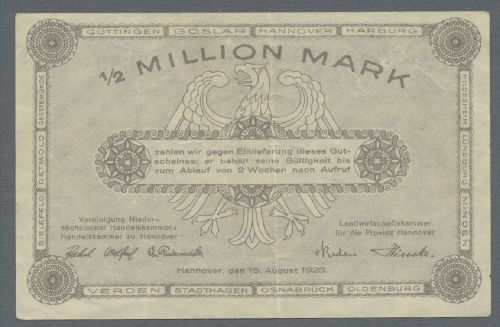 GÖTTINGEN GOSLAR HANNOVER HARBURG
1/2 MILLION MARK
GEESTEMÜNDE
DETMOLD
BIELEFELD
HILDESHEIM
LÜNEBURG
MINDEN
zahlen wir gegen Einlieferung dieses Gut-
scheines; er behält seine Gültigkeit bis
zum Ablauf von 2 Wochen nach Aufruf
Vereinigung Nieder-
sächsischer Handelskammern
Handelskammer zu Hannover
Landwirtschaftskammer
für die Provinz Hannover
Hannover, den 15. August 1923.
VERDEN STADTHAGEN OSNABRÜCK OLDENBURG